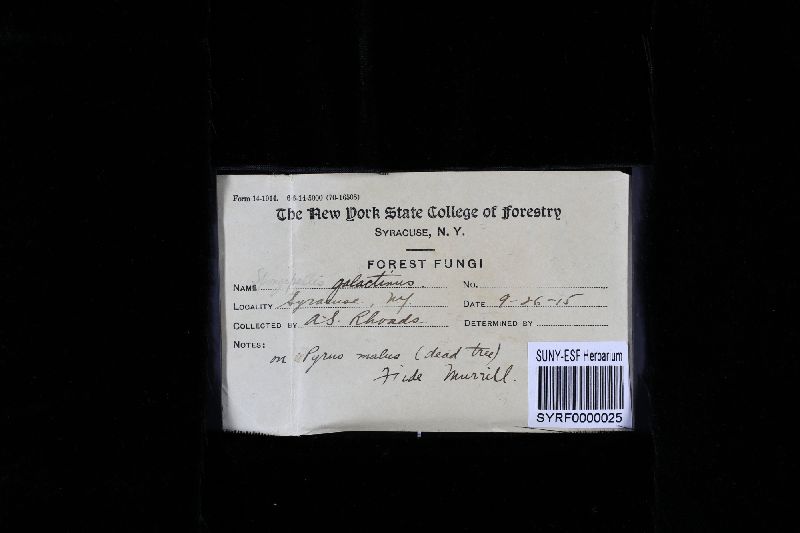 Form 14-1914. 6-6-14-5000 (70-16505)
The New York State College of Forestry
SYRACUSE, N. Y.
FOREST FUNGI
NAME galactinus.
NO.
LOCALITY Syracuse, NY
DATE 9-26-15
COLLECTED BY A.S. Rhoads
DETERMINED BY
NOTES:
on Pyrus malus (dead tree)
Fide Murrill.
SUNY-ESF Herbarium
SYRF0000025